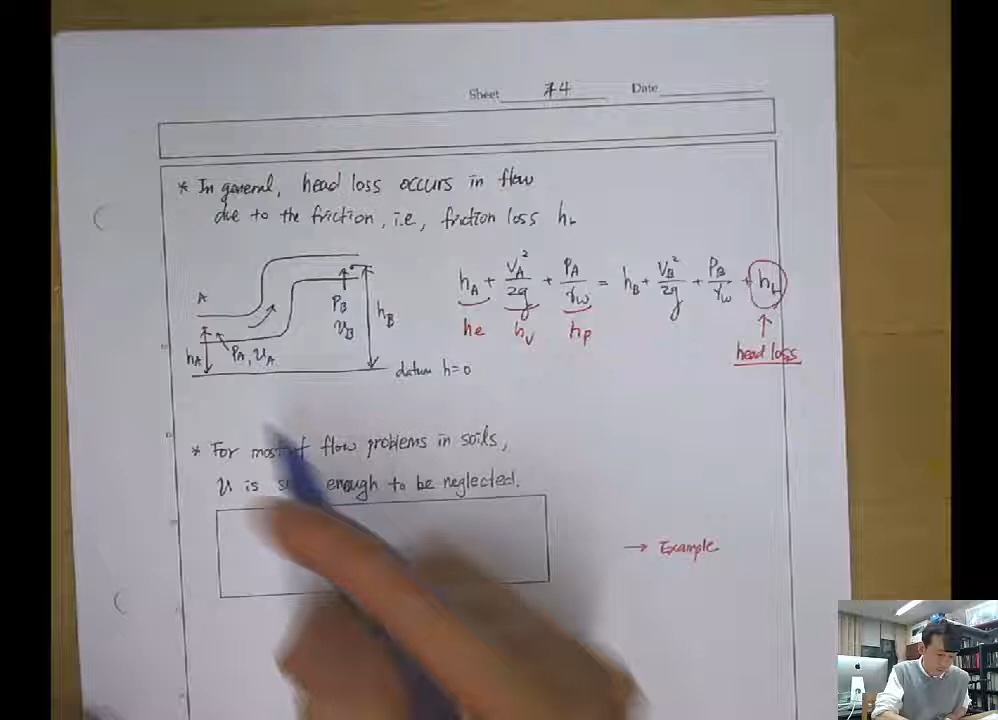 Sheet 74 Date
* In general, head loss occurs in flow
due to the friction, i.e., friction loss hL
A
PB
vB
hB
hA
PA, vA
datum h=0
hA + vA²/2g + PA/γw = hB + vB²/2g + PB/γw + hL
he hv hp
head loss
* For most of flow problems in soils,
v is enough to be neglected.
→ Example